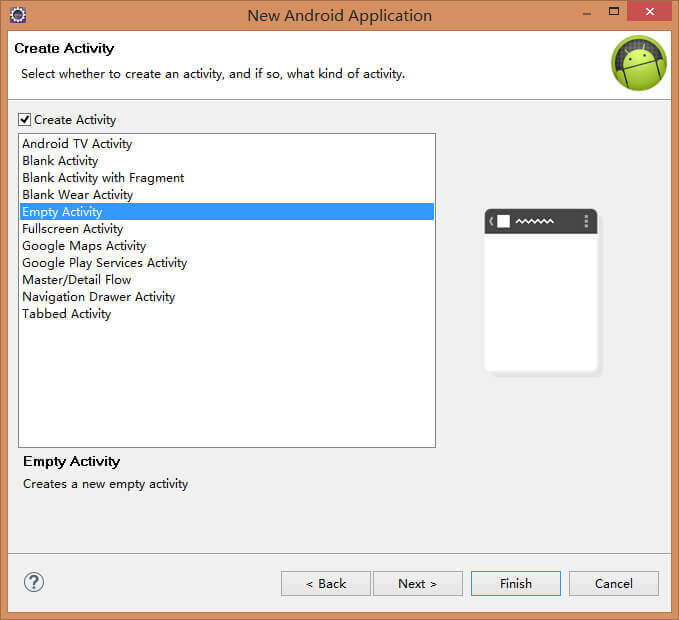 New Android Application
Create Activity
Select whether to create an activity, and if so, what kind of activity.
Create Activity
Android TV Activity
Blank Activity
Blank Activity with Fragment
Blank Wear Activity
Empty Activity
Fullscreen Activity
Google Maps Activity
Google Play Services Activity
Master/Detail Flow
Navigation Drawer Activity
Tabbed Activity
Empty Activity
Creates a new empty activity
?
< Back
Next >
Finish
Cancel